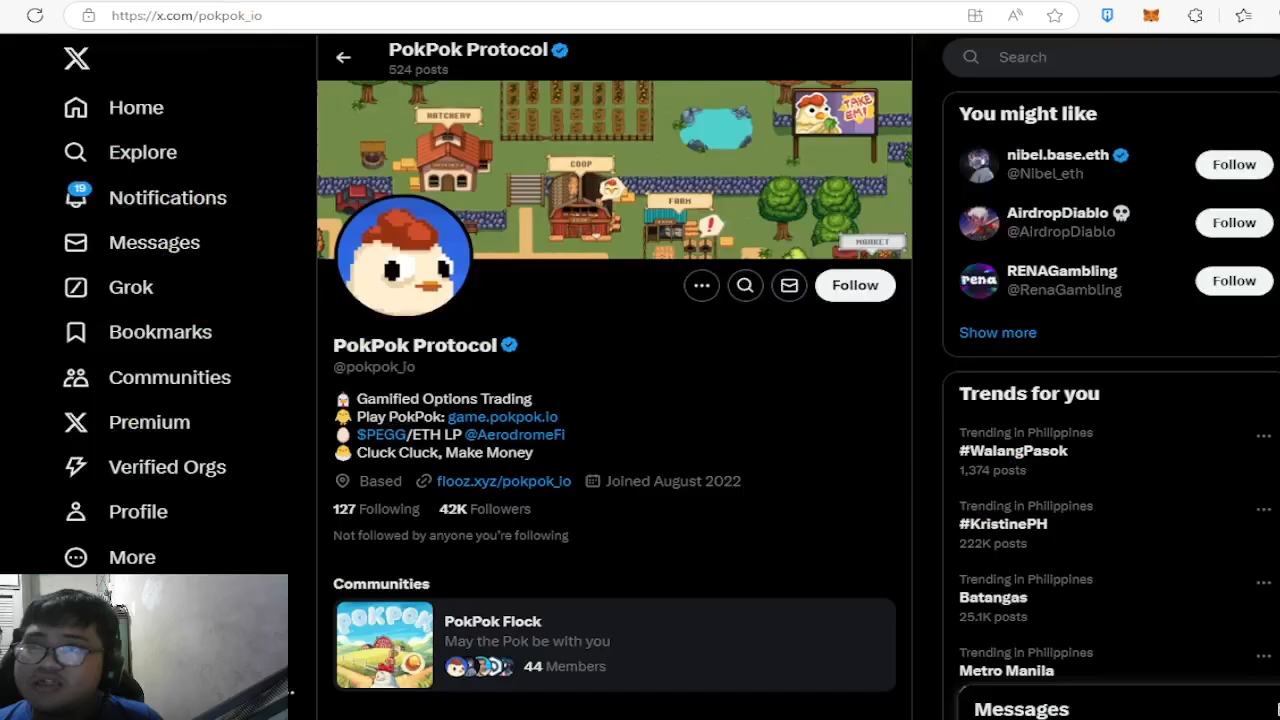 https://x.com/pokpok_io
PokPok Protocol
524 posts
HATCHERY
COOP
FARM
TAKE EM!
MARKET
Home
Explore
19
Notifications
Messages
Grok
Bookmarks
Communities
Premium
Verified Orgs
Profile
More
Follow
PokPok Protocol
@pokpok_io
Gamified Options Trading
Play PokPok: game.pokpok.io
$PEGG/ETH LP @AerodromeFi
Cluck Cluck, Make Money
Based flooz.xyz/pokpok_io Joined August 2022
127 Following 42K Followers
Not followed by anyone you're following
Communities
POKPOK
PokPok Flock
May the Pok be with you
44 Members
Search
You might like
nibel.base.eth
@Nibel_eth
Follow
AirdropDiablo
@AirdropDiablo
Follow
rena
RENAGambling
@RenaGambling
Follow
Show more
Trends for you
Trending in Philippines
#WalangPasok
1,374 posts
Trending in Philippines
#KristinePH
222K posts
Trending in Philippines
Batangas
25.1K posts
Trending in Philippines
Metro Manila
Messages